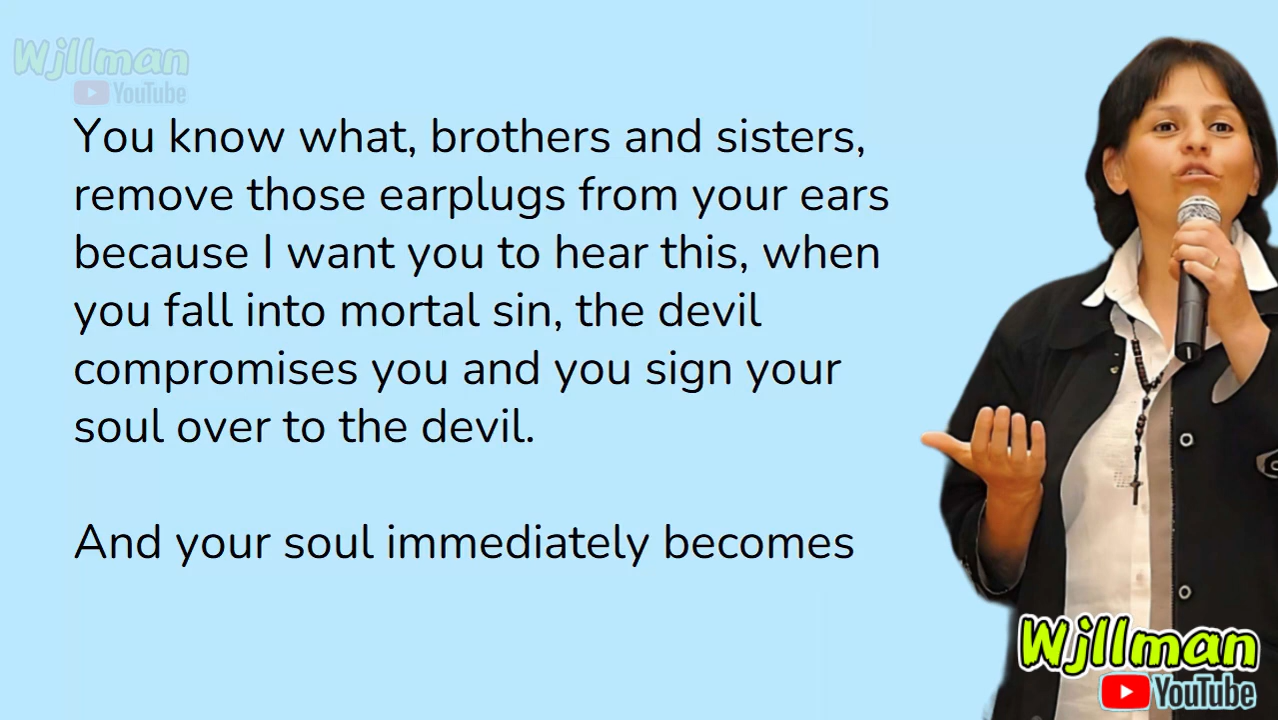 Wjllman
YouTube
You know what, brothers and sisters,
remove those earplugs from your ears
because I want you to hear this, when
you fall into mortal sin, the devil
compromises you and you sign your
soul over to the devil.
And your soul immediately becomes
Wjllman
YouTube